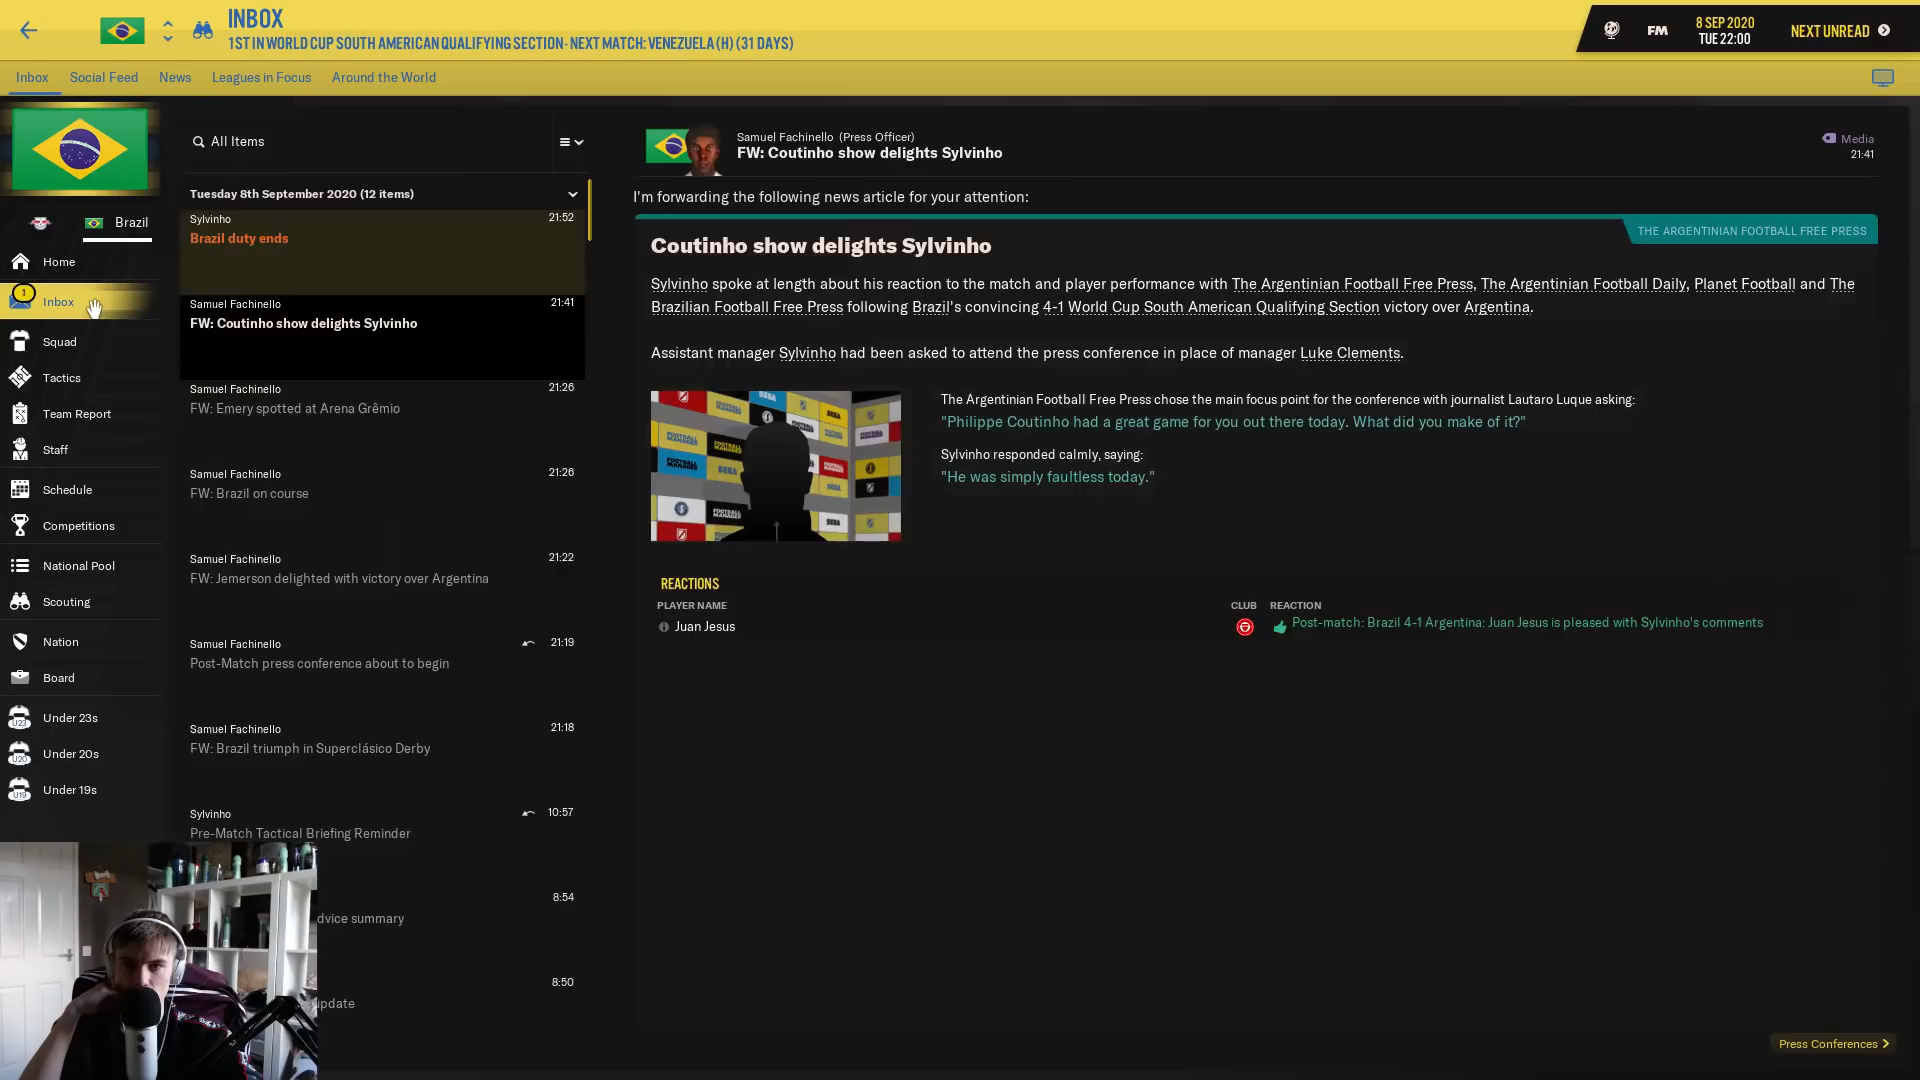 INBOX
1ST IN WORLD CUP SOUTH AMERICAN QUALIFYING SECTION - NEXT MATCH: VENEZUELA (H) (31 DAYS)
FM
8 SEP 2020
TUE 22:00
NEXT UNREAD
Inbox Social Feed News Leagues in Focus Around the World
Brazil
Home
1
Inbox
Squad
Tactics
Team Report
Staff
Schedule
Competitions
National Pool
Scouting
Nation
Board
U23
Under 23s
U20
Under 20s
U19
Under 19s
All Items
Tuesday 8th September 2020 (12 items)
Sylvinho 21:52
Brazil duty ends
Samuel Fachinello 21:41
FW: Coutinho show delights Sylvinho
Samuel Fachinello 21:26
FW: Emery spotted at Arena Grêmio
Samuel Fachinello 21:26
FW: Brazil on course
Samuel Fachinello 21:22
FW: Jemerson delighted with victory over Argentina
Samuel Fachinello 21:19
Post-Match press conference about to begin
Samuel Fachinello 21:18
FW: Brazil triumph in Superclásico Derby
Sylvinho 10:57
Pre-Match Tactical Briefing Reminder
8:54
dvice summary
8:50
update
Samuel Fachinello (Press Officer)
FW: Coutinho show delights Sylvinho
Media
21:41
I'm forwarding the following news article for your attention:
THE ARGENTINIAN FOOTBALL FREE PRESS
Coutinho show delights Sylvinho
Sylvinho spoke at length about his reaction to the match and player performance with The Argentinian Football Free Press, The Argentinian Football Daily, Planet Football and The
Brazilian Football Free Press following Brazil's convincing 4-1 World Cup South American Qualifying Section victory over Argentina.
Assistant manager Sylvinho had been asked to attend the press conference in place of manager Luke Clements.
SEGA
FOOTBALL MANAGER
The Argentinian Football Free Press chose the main focus point for the conference with journalist Lautaro Luque asking:
"Philippe Coutinho had a great game for you out there today. What did you make of it?"
Sylvinho responded calmly, saying:
"He was simply faultless today."
REACTIONS
PLAYER NAME CLUB REACTION
Juan Jesus Post-match: Brazil 4-1 Argentina: Juan Jesus is pleased with Sylvinho's comments
Press Conferences